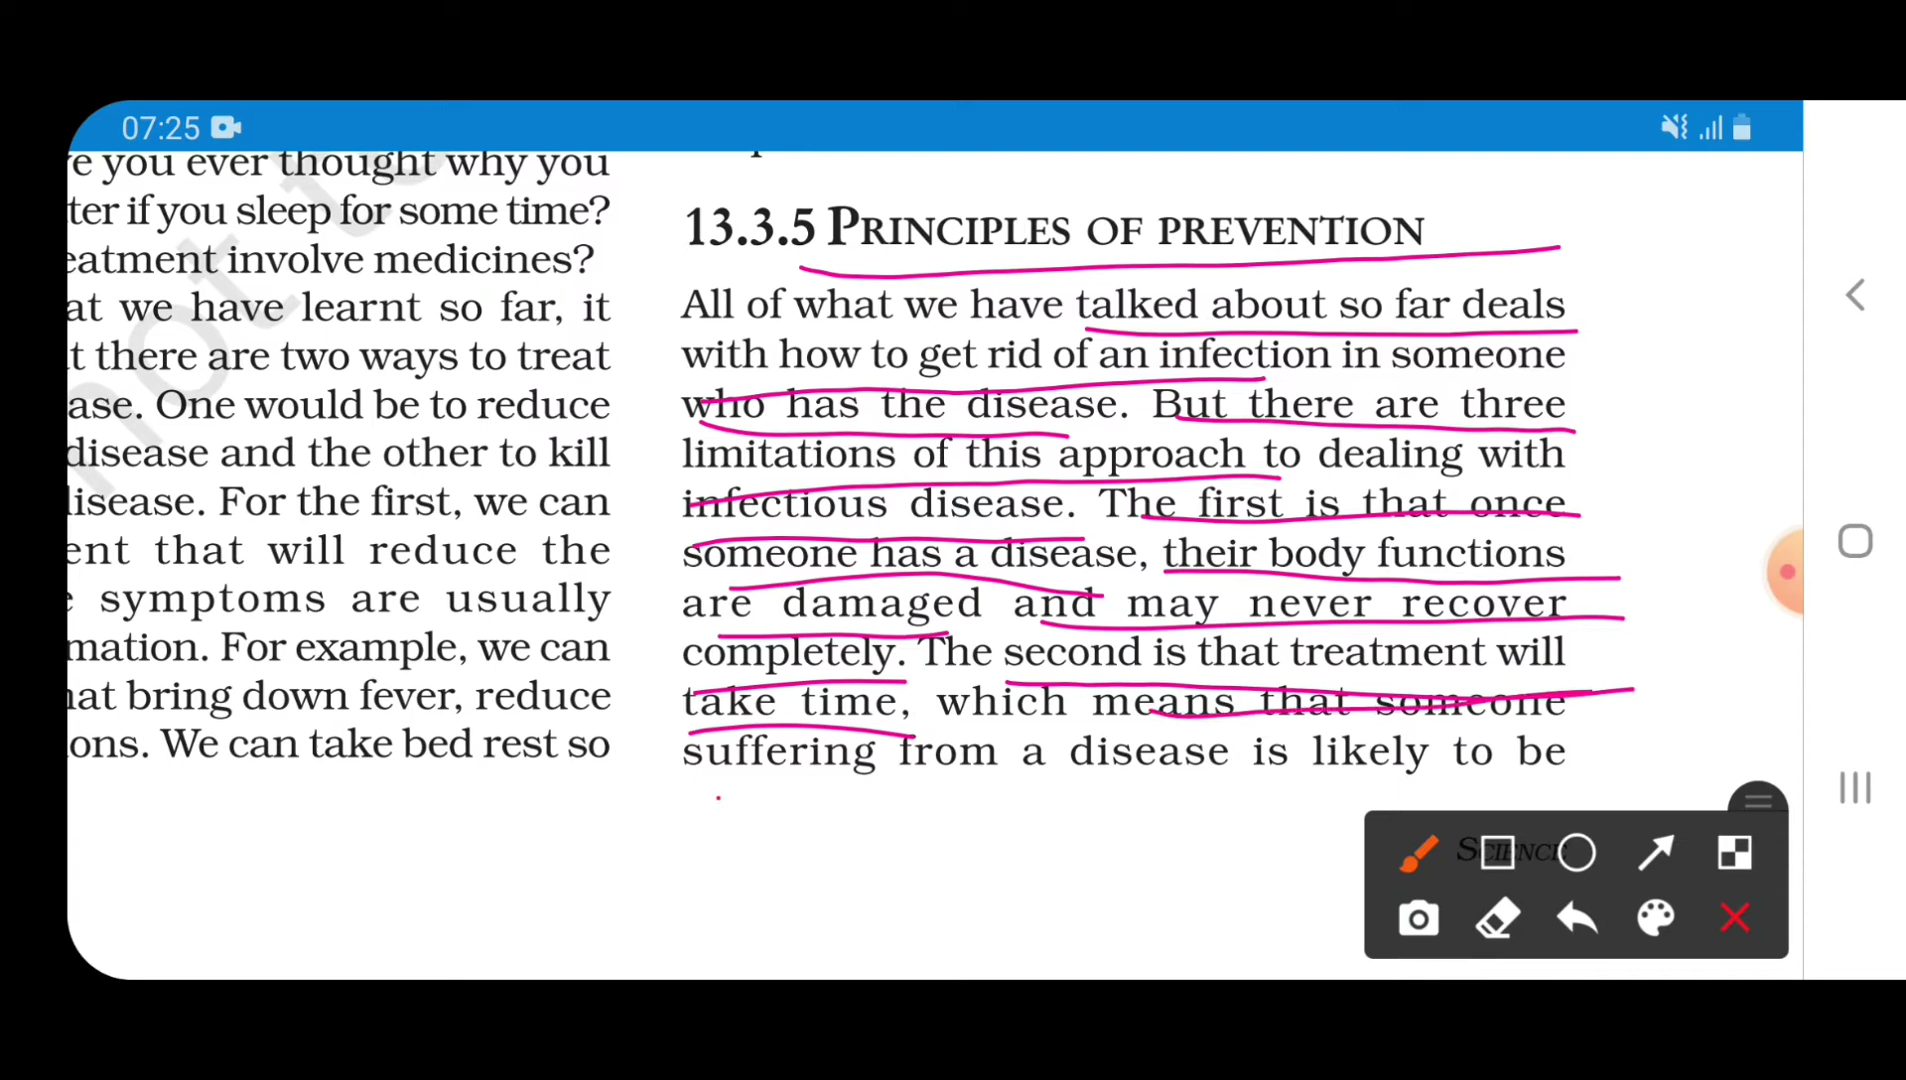 07:25
re you ever thought why you
ter if you sleep for some time?
eatment involve medicines?
at we have learnt so far, it
t there are two ways to treat
ase. One would be to reduce
disease and the other to kill
lisease. For the first, we can
ent that will reduce the
symptoms are usually
mation. For example, we can
hat bring down fever, reduce
ons. We can take bed rest so
not
13.3.5 PRINCIPLES OF PREVENTION
All of what we have talked about so far deals
with how to get rid of an infection in someone
who has the disease. But there are three
limitations of this approach to dealing with
infectious disease. The first is that once
someone has a disease, their body functions
are damaged and may never recover
completely. The second is that treatment will
take time, which means that someone
suffering from a disease is likely to be
SCIENCE